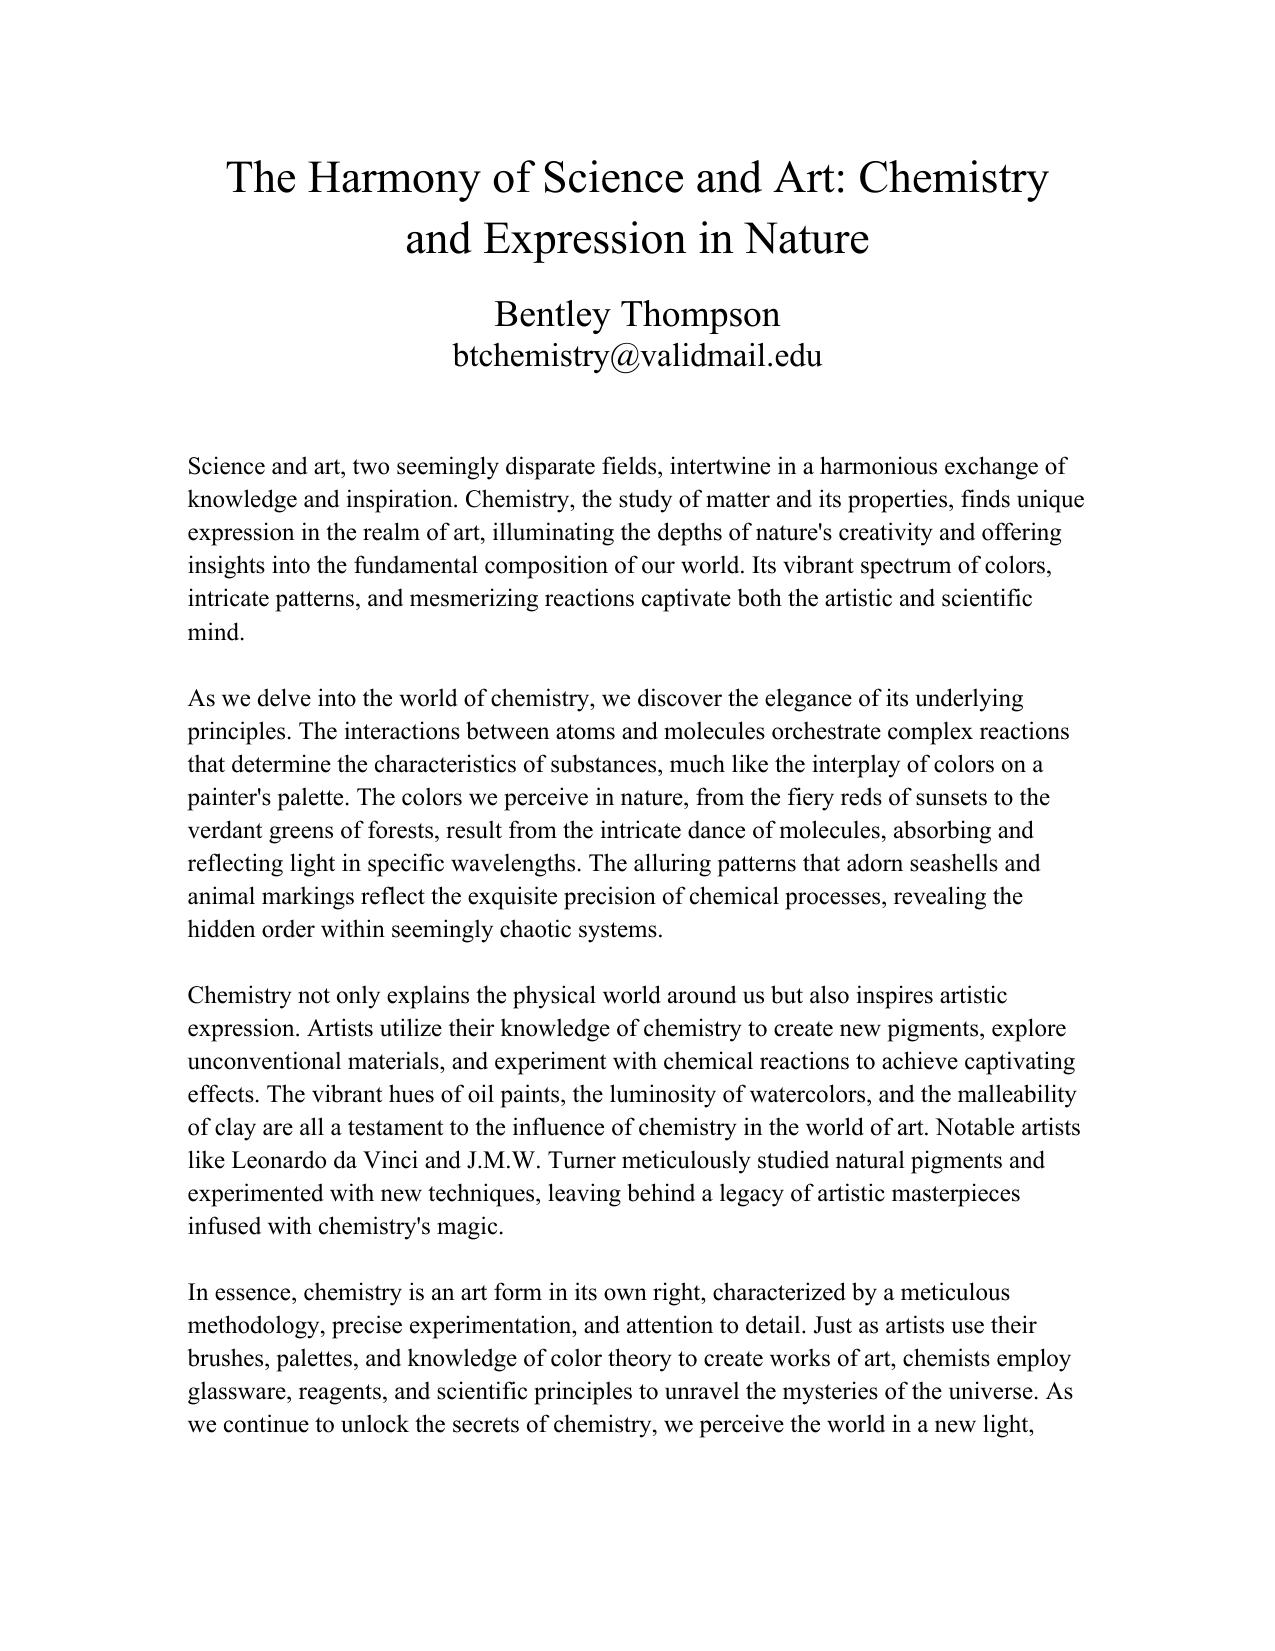 The Harmony of Science and Art: Chemistry
and Expression in Nature
Bentley Thompson
btchemistry@validmail.edu
Science and art, two seemingly disparate fields, intertwine in a harmonious exchange of
knowledge and inspiration. Chemistry, the study of matter and its properties, finds unique
expression in the realm of art, illuminating the depths of nature's creativity and offering
insights into the fundamental composition of our world. Its vibrant spectrum of colors,
intricate patterns, and mesmerizing reactions captivate both the artistic and scientific
mind.
As we delve into the world of chemistry, we discover the elegance of its underlying
principles. The interactions between atoms and molecules orchestrate complex reactions
that determine the characteristics of substances, much like the interplay of colors on a
painter's palette. The colors we perceive in nature, from the fiery reds of sunsets to the
verdant greens of forests, result from the intricate dance of molecules, absorbing and
reflecting light in specific wavelengths. The alluring patterns that adorn seashells and
animal markings reflect the exquisite precision of chemical processes, revealing the
hidden order within seemingly chaotic systems.
Chemistry not only explains the physical world around us but also inspires artistic
expression. Artists utilize their knowledge of chemistry to create new pigments, explore
unconventional materials, and experiment with chemical reactions to achieve captivating
effects. The vibrant hues of oil paints, the luminosity of watercolors, and the malleability
of clay are all a testament to the influence of chemistry in the world of art. Notable artists
like Leonardo da Vinci and J.M.W. Turner meticulously studied natural pigments and
experimented with new techniques, leaving behind a legacy of artistic masterpieces
infused with chemistry's magic.
In essence, chemistry is an art form in its own right, characterized by a meticulous
methodology, precise experimentation, and attention to detail. Just as artists use their
brushes, palettes, and knowledge of color theory to create works of art, chemists employ
glassware, reagents, and scientific principles to unravel the mysteries of the universe. As
we continue to unlock the secrets of chemistry, we perceive the world in a new light,